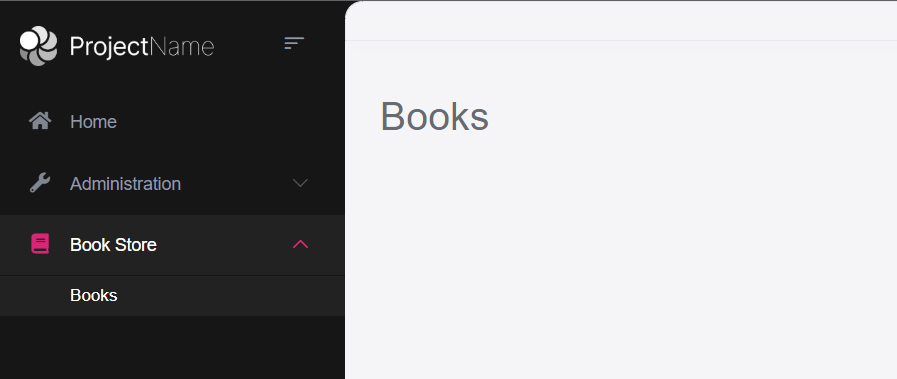 ProjectName
Home
Administration
Book Store
Books
Books